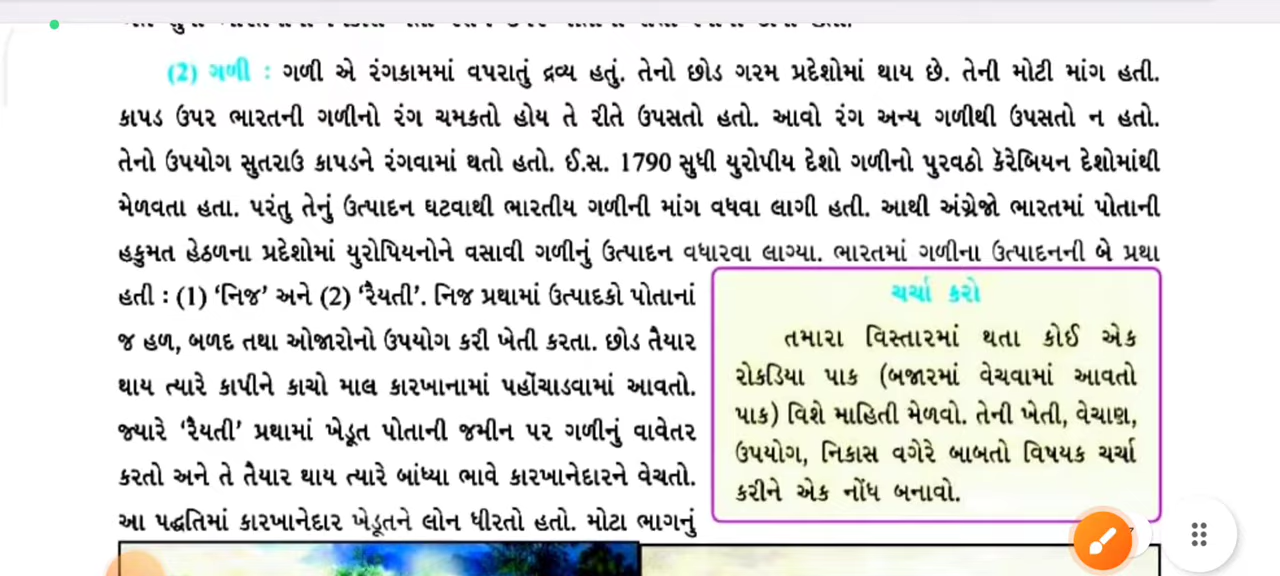 (2) ગળી : ગળી એ રંગકામમાં વપરાતું દ્રવ્ય હતું. તેનો છોડ ગરમ પ્રદેશોમાં થાય છે. તેની મોટી માંગ હતી.
કાપડ ઉપર ભારતની ગળીનો રંગ ચમકતો હોય તે રીતે ઉપસતો હતો. આવો રંગ અન્ય ગળીથી ઉપસતો ન હતો.
તેનો ઉપયોગ સુતરાઉ કાપડને રંગવામાં થતો હતો. ઈ.સ. 1790 સુધી યુરોપીય દેશો ગળીનો પુરવઠો કૅરેબિયન દેશોમાંથી
મેળવતા હતા. પરંતુ તેનું ઉત્પાદન ઘટવાથી ભારતીય ગળીની માંગ વધવા લાગી હતી. આથી અંગ્રેજો ભારતમાં પોતાની
હકુમત હેઠળના પ્રદેશોમાં યુરોપિયનોને વસાવી ગળીનું ઉત્પાદન વધારવા લાગ્યા. ભારતમાં ગળીના ઉત્પાદનની બે પ્રથા
હતી : (1) ‘નિજ’ અને (2) ‘રૈયતી’. નિજ પ્રથામાં ઉત્પાદકો પોતાનાં
જ હળ, બળદ તથા ઓજારોનો ઉપયોગ કરી ખેતી કરતા. છોડ તૈયાર
થાય ત્યારે કાપીને કાચો માલ કારખાનામાં પહોંચાડવામાં આવતો.
જ્યારે ‘રૈયતી’ પ્રથામાં ખેડૂત પોતાની જમીન પર ગળીનું વાવેતર
કરતો અને તે તૈયાર થાય ત્યારે બાંધ્યા ભાવે કારખાનેદારને વેચતો.
આ પદ્ધતિમાં કારખાનેદાર ખેડૂતને લોન ધીરતો હતો. મોટા ભાગનું
ચર્ચા કરો
તમારા વિસ્તારમાં થતા કોઈ એક
રોકડિયા પાક (બજારમાં વેચવામાં આવતો
પાક) વિશે માહિતી મેળવો. તેની ખેતી, વેચાણ,
ઉપયોગ, નિકાસ વગેરે બાબતો વિષયક ચર્ચા
કરીને એક નોંધ બનાવો.